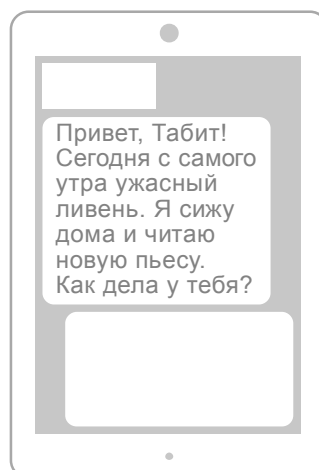 Привет, Табит!
Сегодня с самого
утра ужасный
ливень. Я сижу
дома и читаю
новую пьесу.
Как дела у тебя?